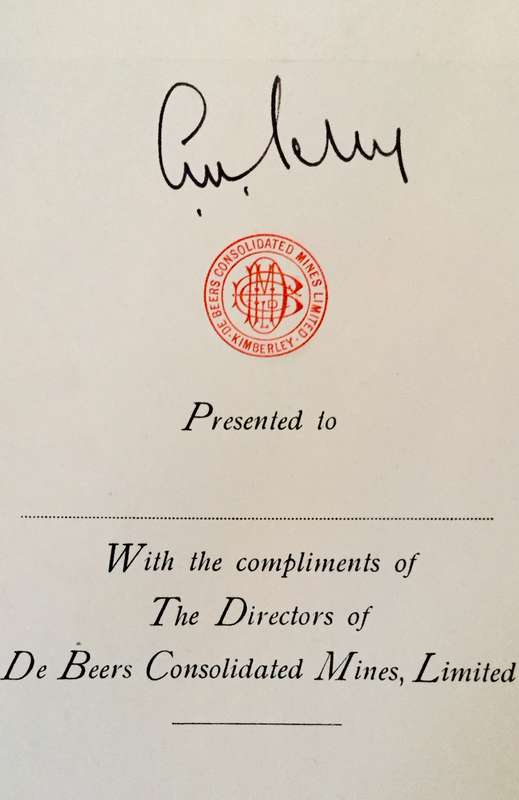 DE BEERS CONSOLIDATED MINES LIMITED
· KIMBERLEY ·
Presented to
With the compliments of
The Directors of
De Beers Consolidated Mines, Limited